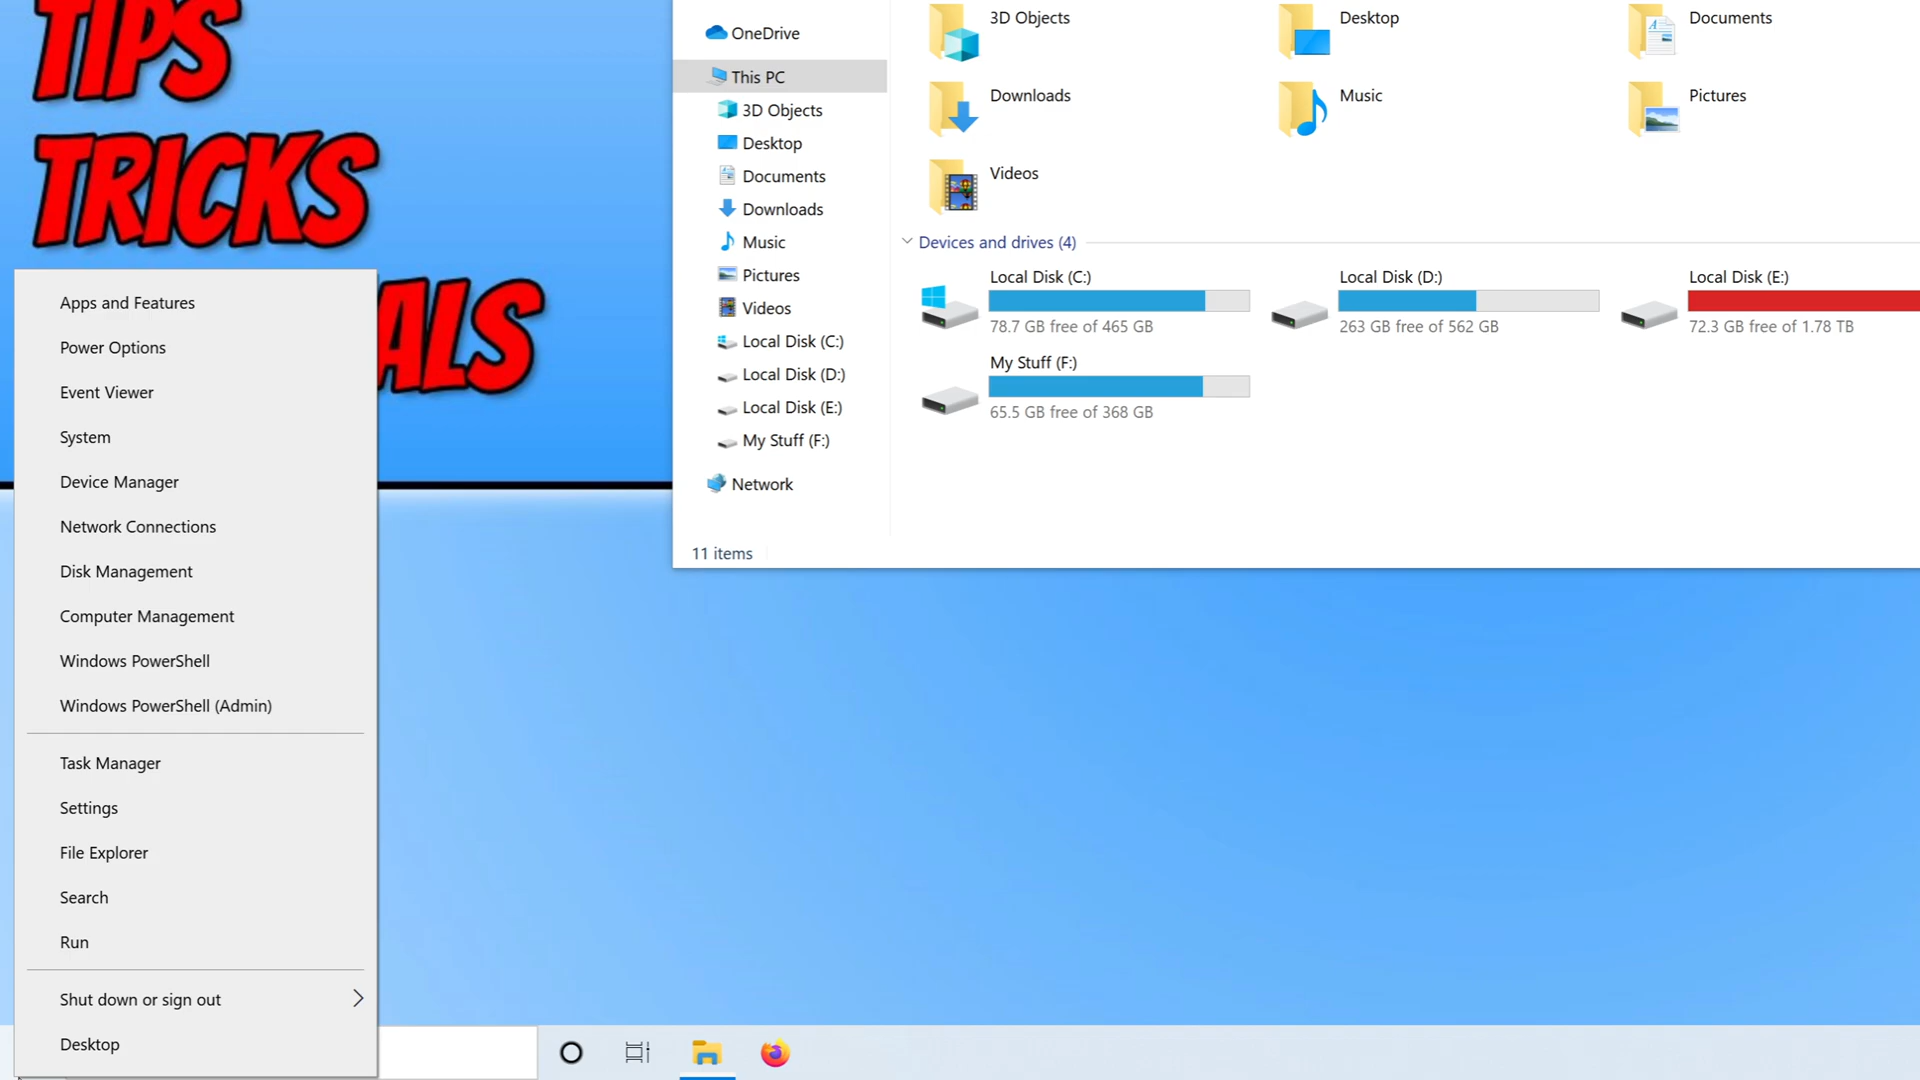 TIPS
TRICKS
ALS
Apps and Features
Power Options
Event Viewer
System
Device Manager
Network Connections
Disk Management
Computer Management
Windows PowerShell
Windows PowerShell (Admin)
Task Manager
Settings
File Explorer
Search
Run
Shut down or sign out
Desktop
OneDrive
This PC
3D Objects
Desktop
Documents
Downloads
Music
Pictures
Videos
Local Disk (C:)
Local Disk (D:)
Local Disk (E:)
My Stuff (F:)
Network
11 items
3D Objects
Desktop
Documents
Downloads
Music
Pictures
Videos
Devices and drives (4)
Local Disk (C:)
78.7 GB free of 465 GB
Local Disk (D:)
263 GB free of 562 GB
Local Disk (E:)
72.3 GB free of 1.78 TB
My Stuff (F:)
65.5 GB free of 368 GB